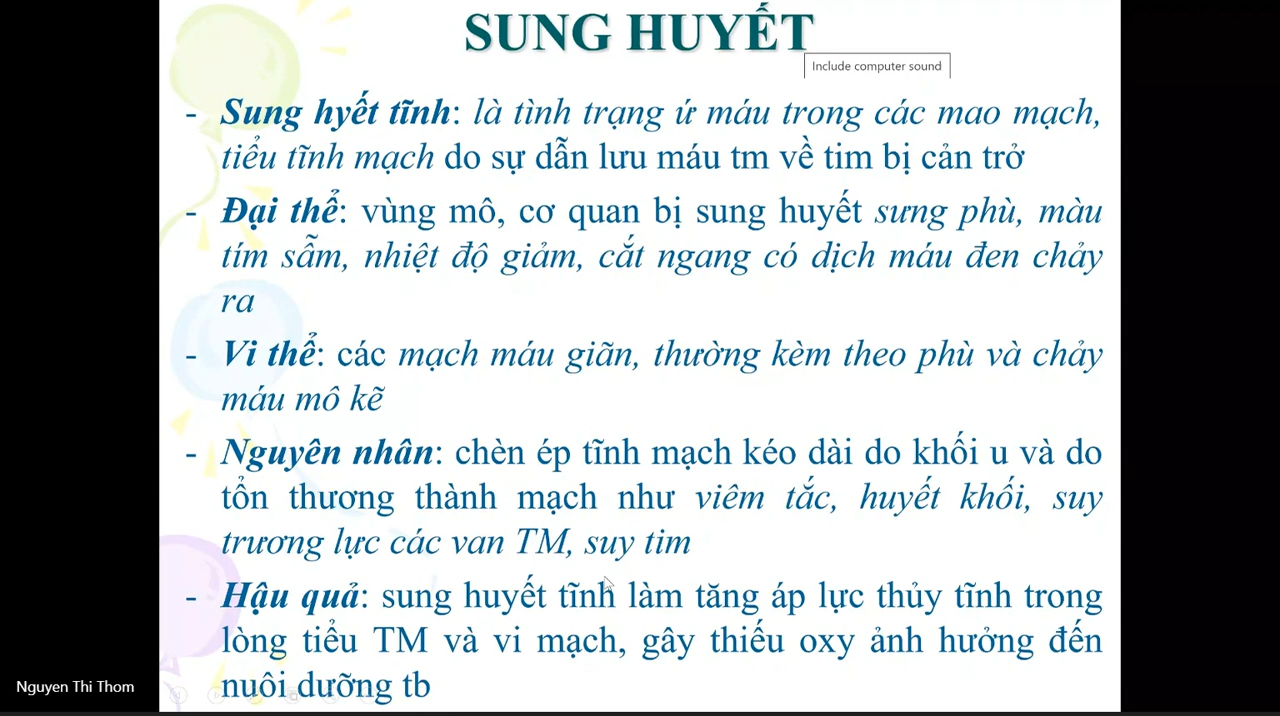 SUNG HUYẾT
Include computer sound
- Sung hyết tĩnh: là tình trạng ứ máu trong các mao mạch,
tiểu tĩnh mạch do sự dẫn lưu máu tm về tim bị cản trở
- Đại thể: vùng mô, cơ quan bị sung huyết sưng phù, màu
tím sẫm, nhiệt độ giảm, cắt ngang có dịch máu đen chảy
ra
- Vi thể: các mạch máu giãn, thường kèm theo phù và chảy
máu mô kẽ
- Nguyên nhân: chèn ép tĩnh mạch kéo dài do khối u và do
tổn thương thành mạch như viêm tắc, huyết khối, suy
trương lực các van TM, suy tim
- Hậu quả: sung huyết tĩnh làm tăng áp lực thủy tĩnh trong
lòng tiểu TM và vi mạch, gây thiếu oxy ảnh hưởng đến
nuôi dưỡng tb
Nguyen Thi Thom